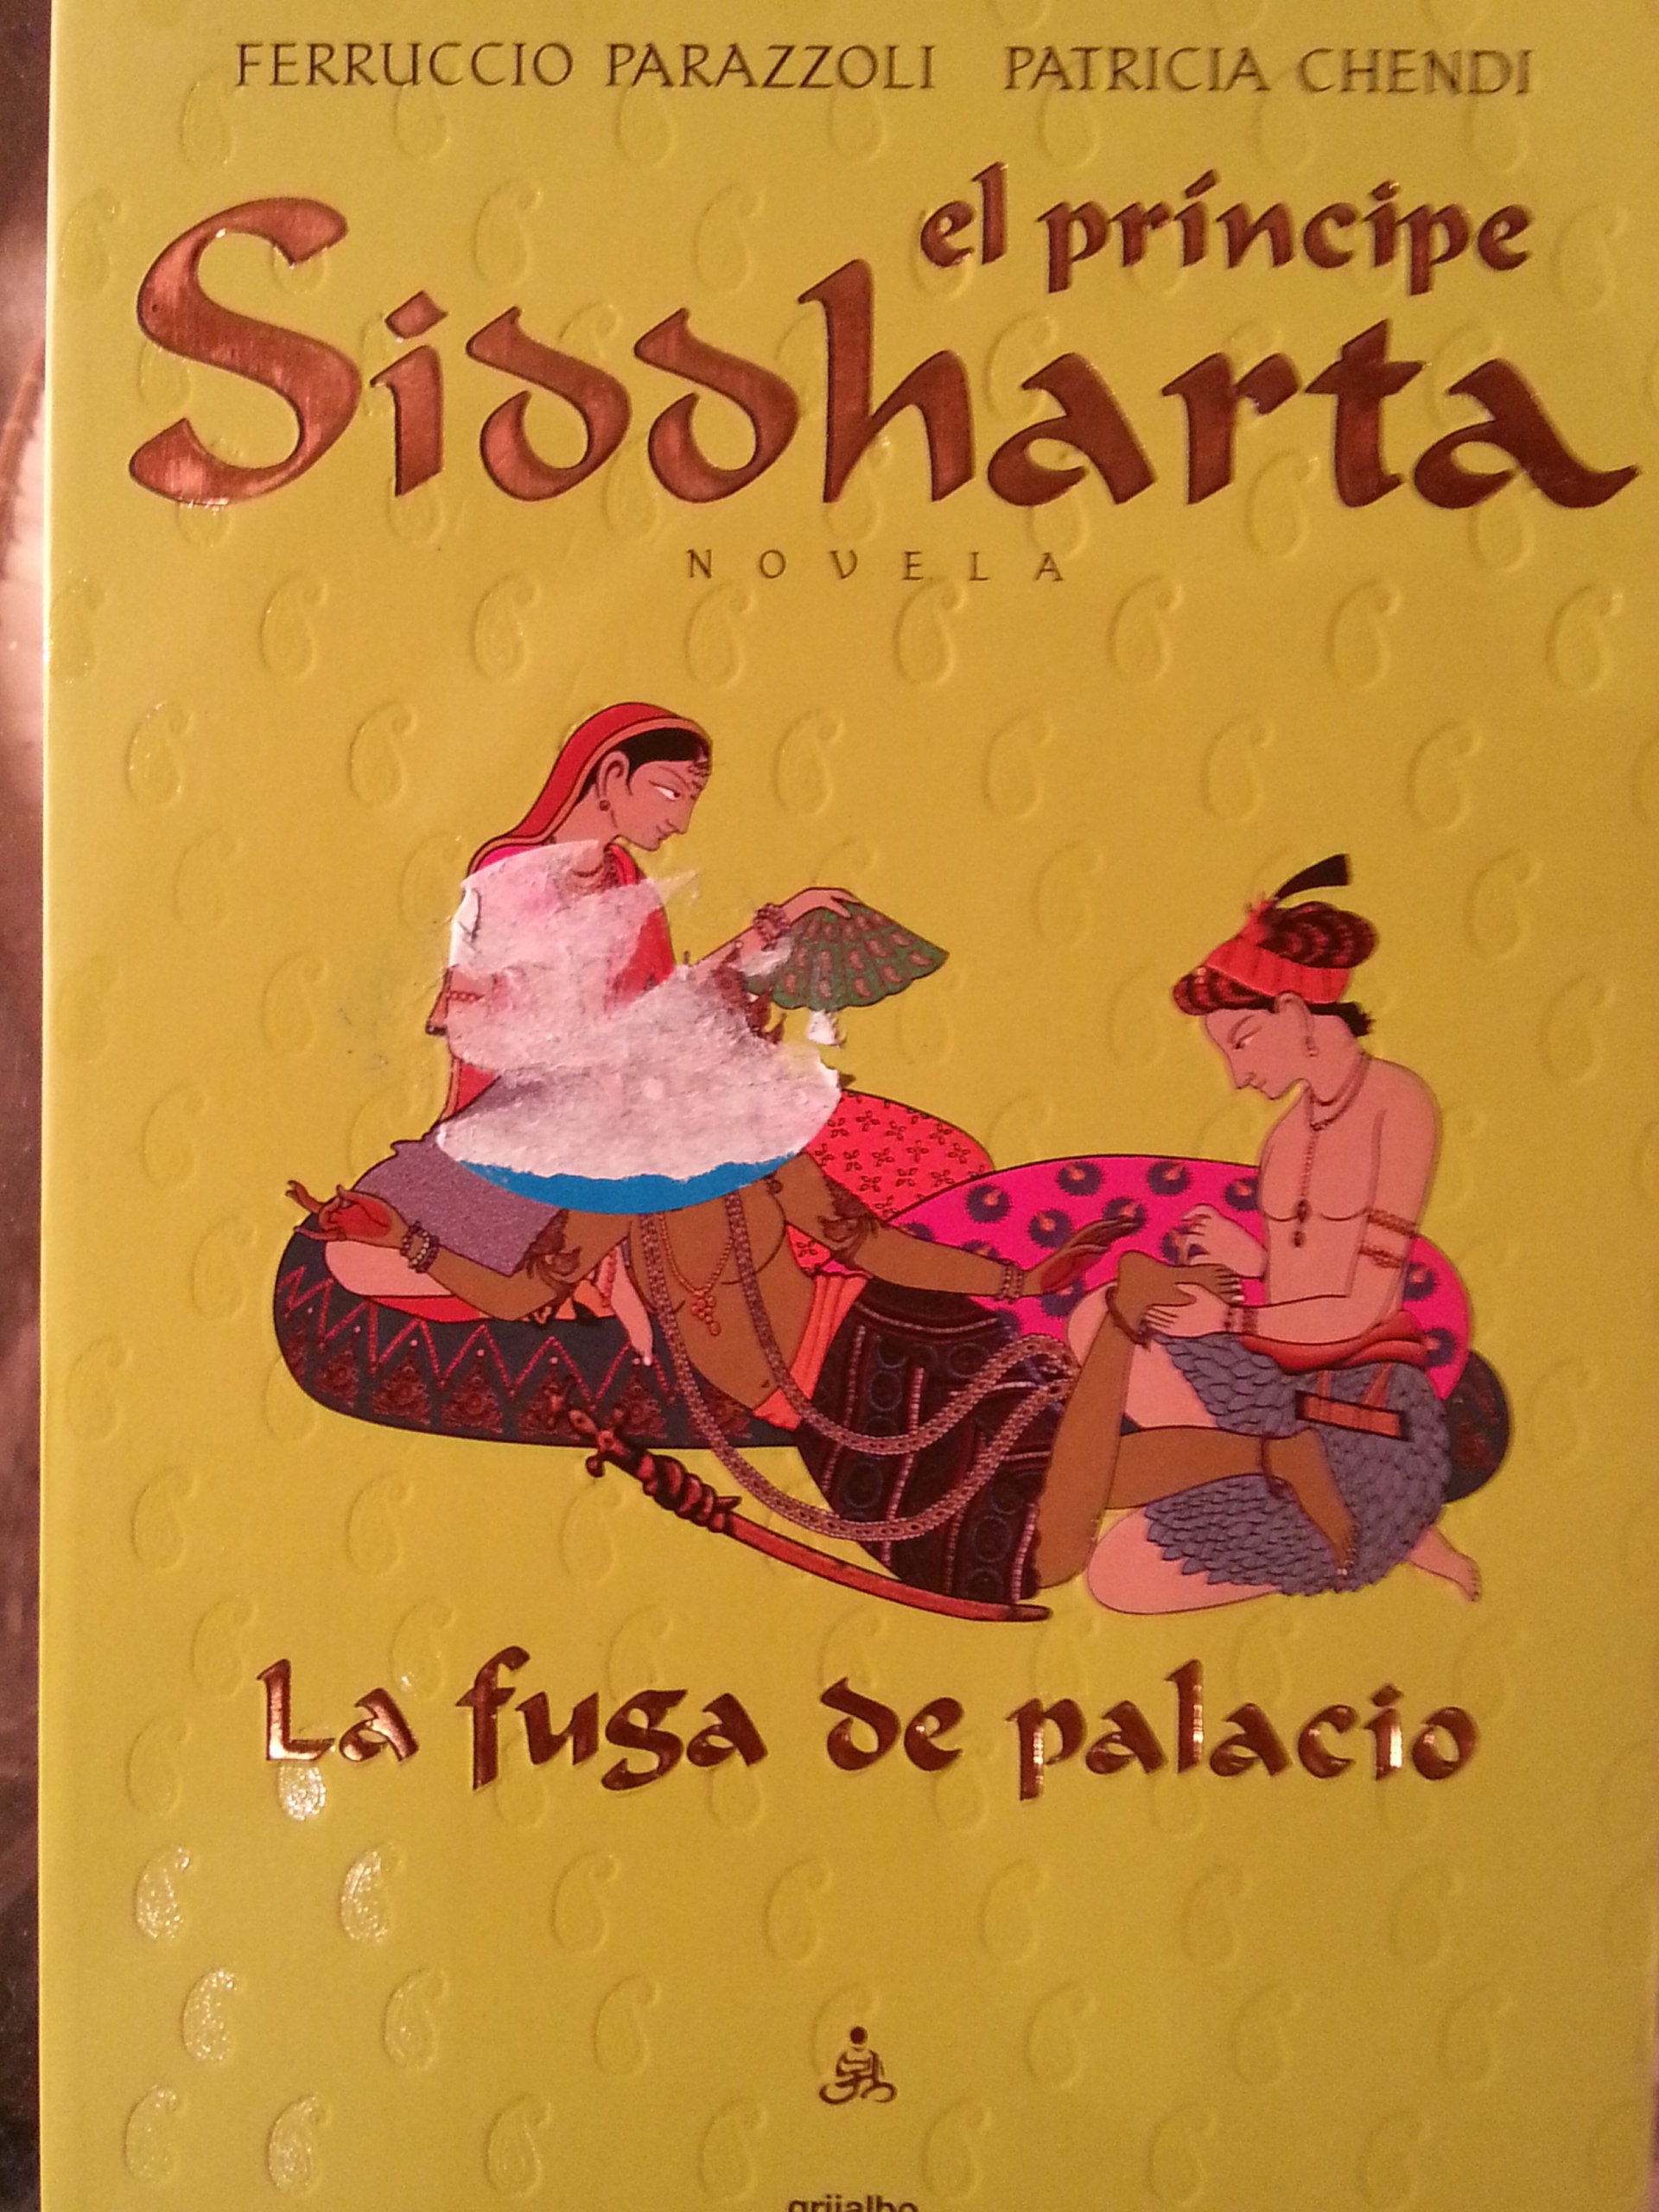 FERRUCCIO PARAZZOLI PATRICIA CHENDI
el príncipe
Siddharta
NOVELA
La fuga de palacio
grijalbo